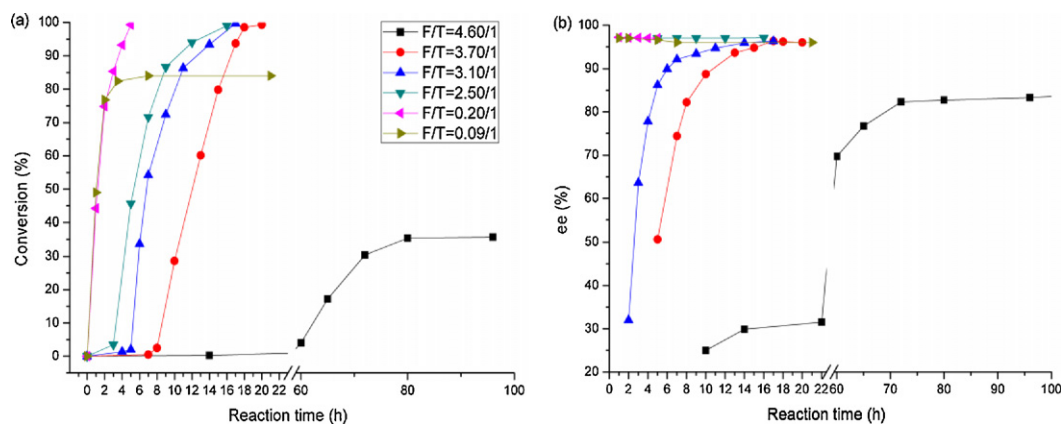 (a)
100
90
80
70
60
50
40
30
20
10
0
Conversion (%)
0 2 4 6 8 10 12 14 16 18 20 22 60 80 100
Reaction time (h)
F/T=4.60/1
F/T=3.70/1
F/T=3.10/1
F/T=2.50/1
F/T=0.20/1
F/T=0.09/1
(b)
100
90
80
70
60
50
40
30
20
ee (%)
0 2 4 6 8 10 12 14 16 18 20 22 60 70 80 90 100
Reaction time (h)